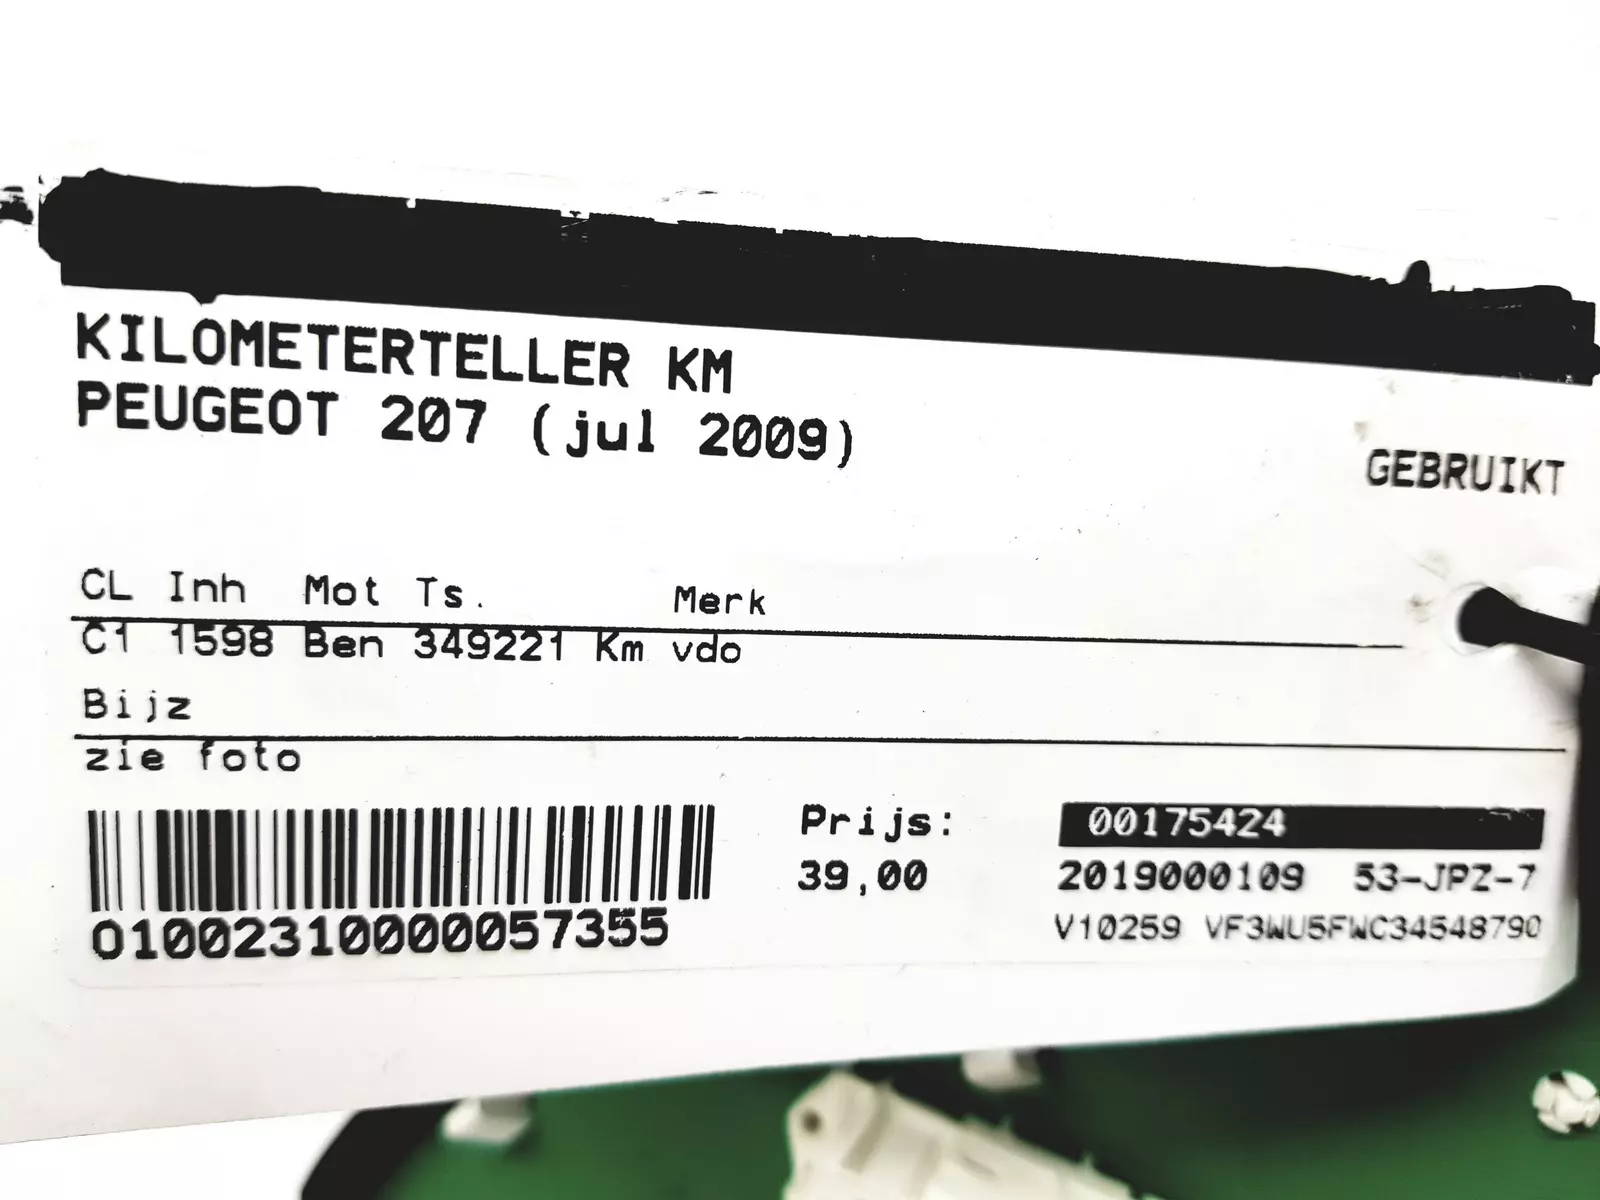 KILOMETERTELLER KM
PEUGEOT 207 (jul 2009)
GEBRUIKT
CL Inh Mot Ts. Merk
C1 1598 Ben 349221 Km vdo
Bijz
zie foto
Prijs:
39,00
01002310000057355
00175424
2019000109 53-JPZ-7
V10259 VF3WU5FWC34548790